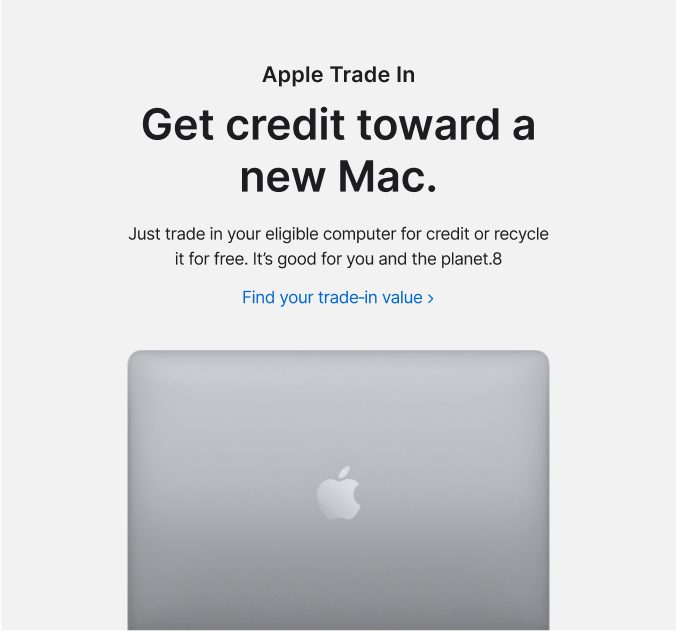 Apple Trade In
Get credit toward a
new Mac.
Just trade in your eligible computer for credit or recycle
it for free. It’s good for you and the planet.8
Find your trade-in value ›